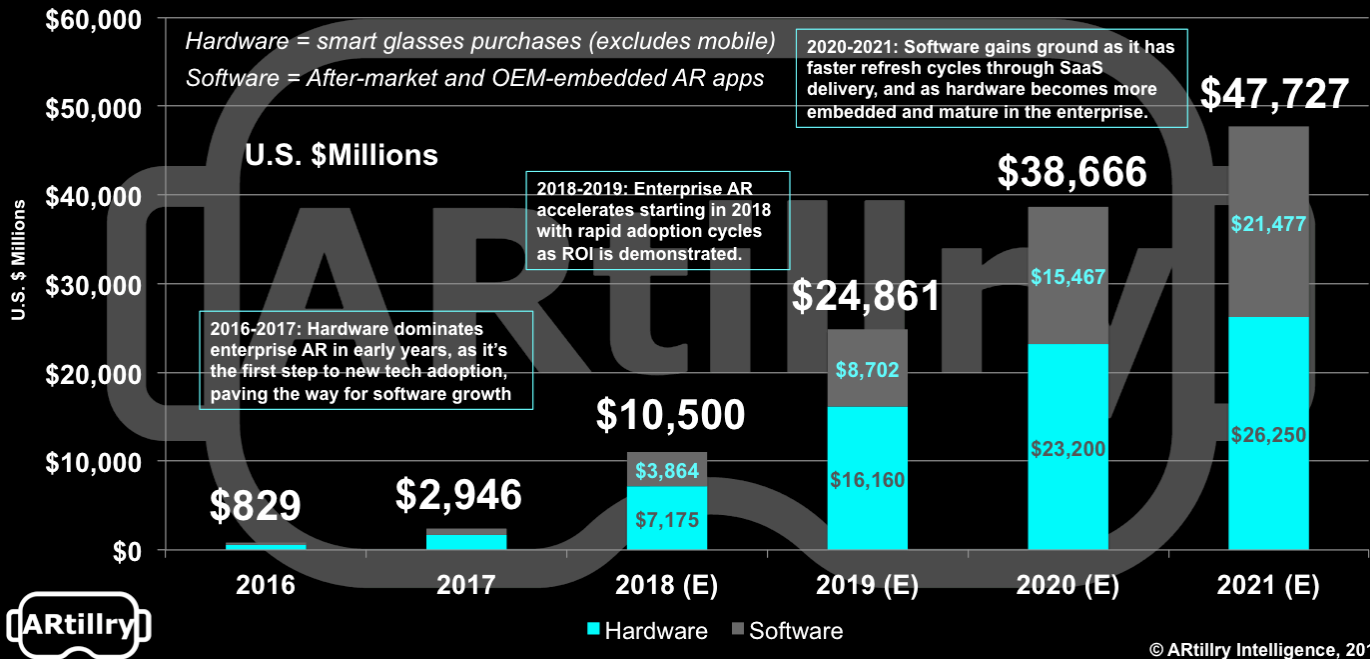 $60,000
$50,000
$40,000
$30,000
$20,000
$10,000
$0
U.S. $ Millions
Hardware = smart glasses purchases (excludes mobile)
Software = After-market and OEM-embedded AR apps
U.S. $Millions
2016-2017: Hardware dominates
enterprise AR in early years, as it's
the first step to new tech adoption,
paving the way for software growth
2018-2019: Enterprise AR
accelerates starting in 2018
with rapid adoption cycles
as ROI is demonstrated.
2020-2021: Software gains ground as it has
faster refresh cycles through SaaS
delivery, and as hardware becomes more
embedded and mature in the enterprise.
ARtillry
$829
$2,946
$10,500
$3,864
$7,175
$24,861
$8,702
$16,160
$38,666
$15,467
$23,200
$47,727
$21,477
$26,250
2016
2017
2018 (E)
2019 (E)
2020 (E)
2021 (E)
Hardware
Software
ARtillry
© ARtillry Intelligence, 201